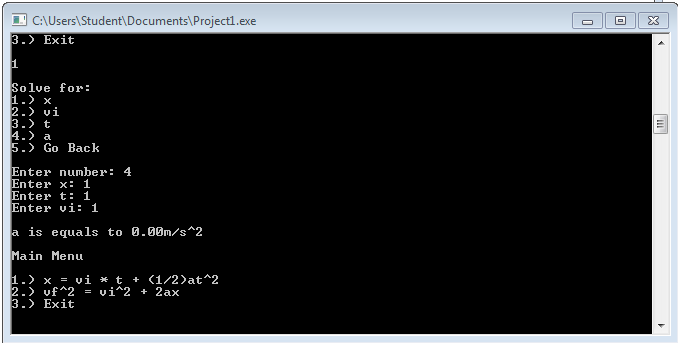 C:\Users\Student\Documents\Project1.exe
3.) Exit
1
Solve for:
1.) x
2.) vi
3.) t
4.) a
5.) Go Back
Enter number: 4
Enter x: 1
Enter t: 1
Enter vi: 1
a is equals to 0.00m/s^2
Main Menu
1.) x = vi * t + (1/2)at^2
2.) vf^2 = vi^2 + 2ax
3.) Exit